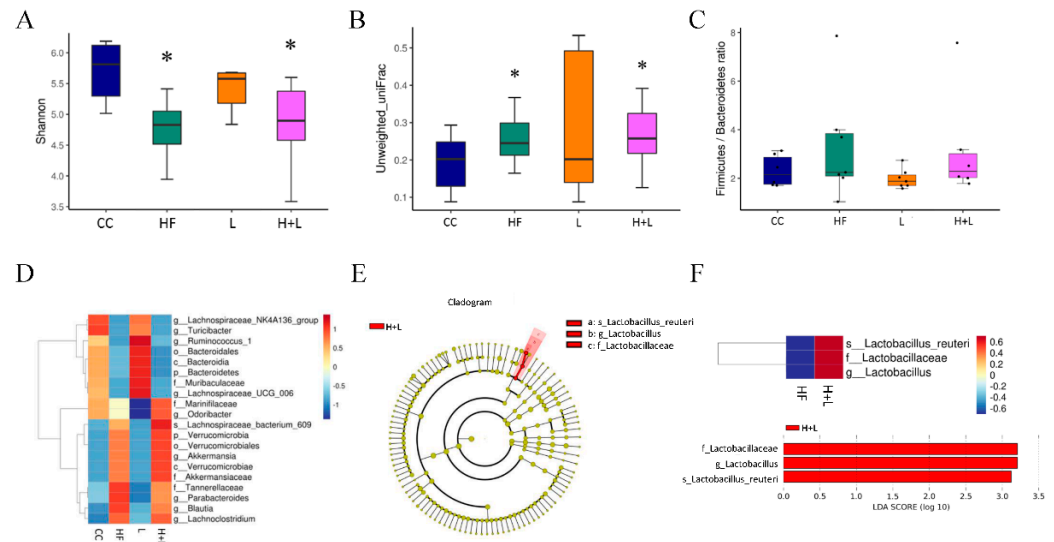 A
Shannon
6.0
5.5
5.0
4.5
4.0
3.5
*
*
CC HF L H+L
B
Unweighted_uniFrac
0.5
0.4
0.3
0.2
0.1
*
*
CC HF L H+L
C
Firmicutes / Bacteroidetes ratio
8
6
4
2
CC HF L H+L
D
g__Lachnospiraceae_NK4A136_group
g__Turicibacter
g__Ruminococcus_1
o__Bacteroidales
c__Bacteroidia
p__Bacteroidetes
f__Muribaculaceae
g__Lachnospiraceae_UCG_006
f__Marinifilaceae
g__Odoribacter
s__Lachnospiraceae_bacterium_609
p__Verrucomicrobia
o__Verrucomicrobiales
g__Akkermansia
c__Verrucomicrobiae
f__Akkermansiaceae
f__Tannerellaceae
g__Parabacteroides
g__Blautia
g__Lachnoclostridium
CC HF L H+L
1
0
-1
E
Cladogram
H+L
a: s_Lactobacillus_reuteri
b: g_Lactobacillus
c: f_Lactobacillaceae
F
s__Lactobacillus_reuteri
f__Lactobacillaceae
g__Lactobacillus
HF H+L
0.6
0.4
0.2
0
-0.2
-0.4
-0.6
H+L
f_Lactobacillaceae
g_Lactobacillus
s_Lactobacillus_reuteri
0.0 0.5 1.0 1.5 2.0 2.5 3.0 3.5
LDA SCORE (log 10)